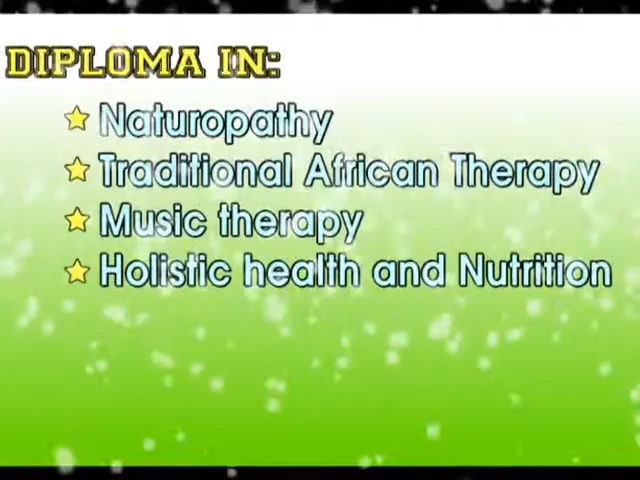 DIPLOMA IN:
Naturopathy
Traditional African Therapy
Music therapy
Holistic health and Nutrition